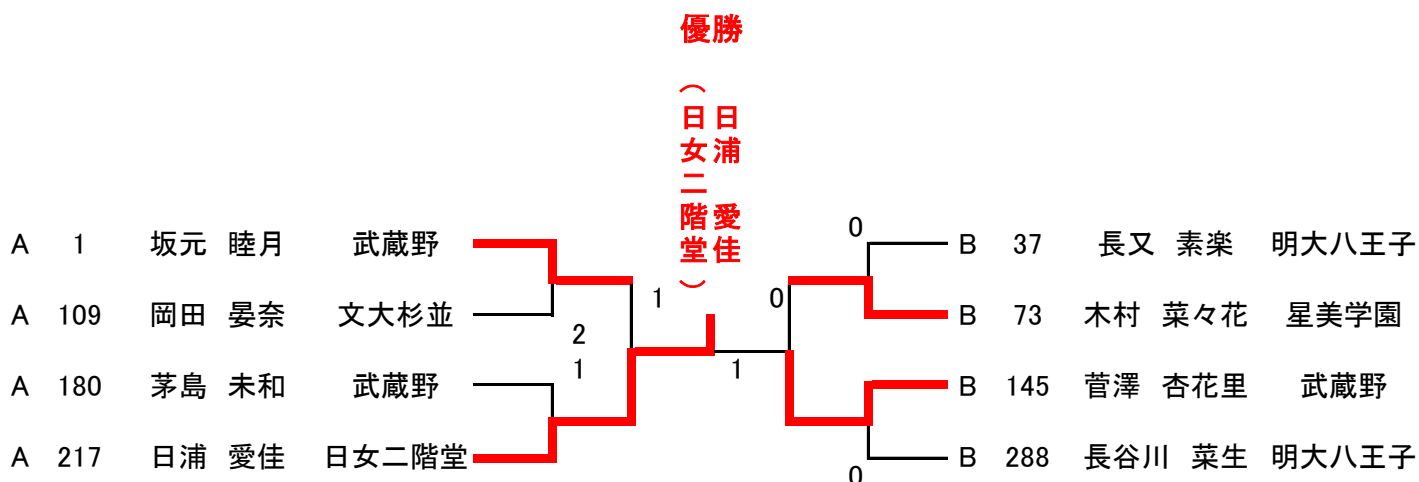 優勝
日浦 愛佳
（日女二階堂）
A 1 坂元 睦月 武蔵野
A 109 岡田 晏奈 文大杉並
A 180 茅島 未和 武蔵野
A 217 日浦 愛佳 日女二階堂
2
1
1
0
1
0
0
B 37 長又 素楽 明大八王子
B 73 木村 菜々花 星美学園
B 145 菅澤 杏花里 武蔵野
B 288 長谷川 菜生 明大八王子